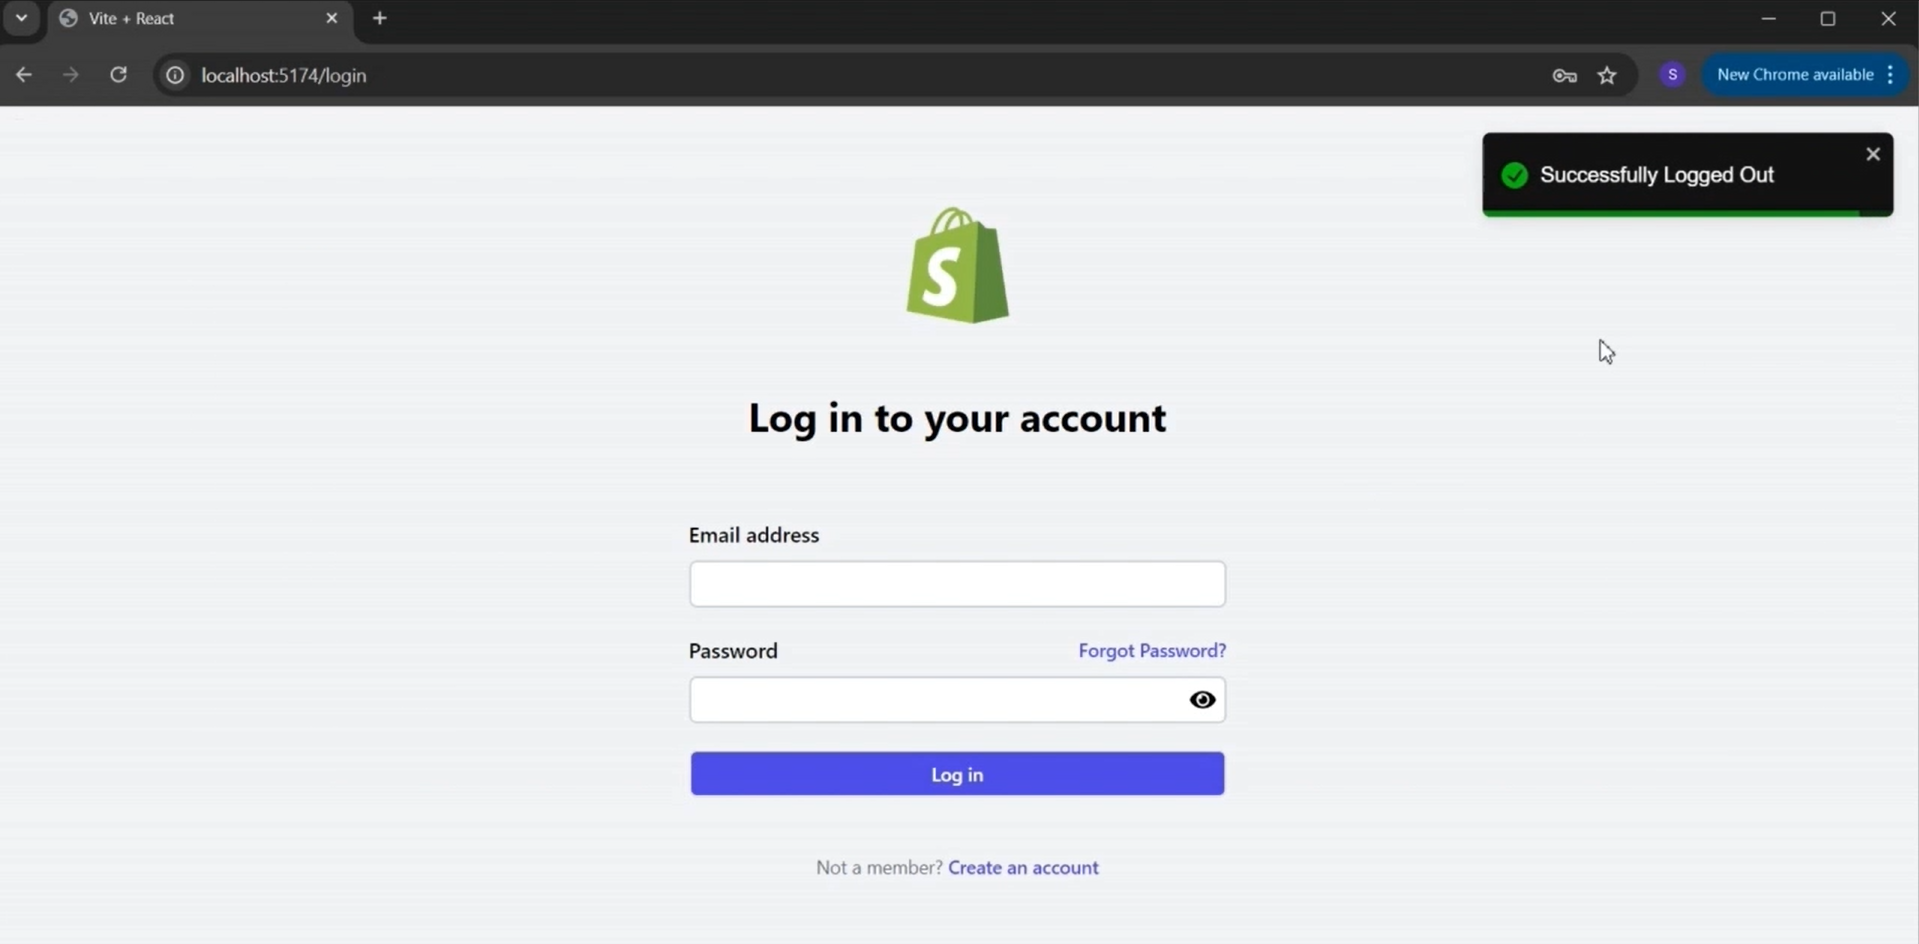 Vite + React
localhost:5174/login
S
New Chrome available
Successfully Logged Out
S
Log in to your account
Email address
Password
Forgot Password?
Log in
Not a member? Create an account